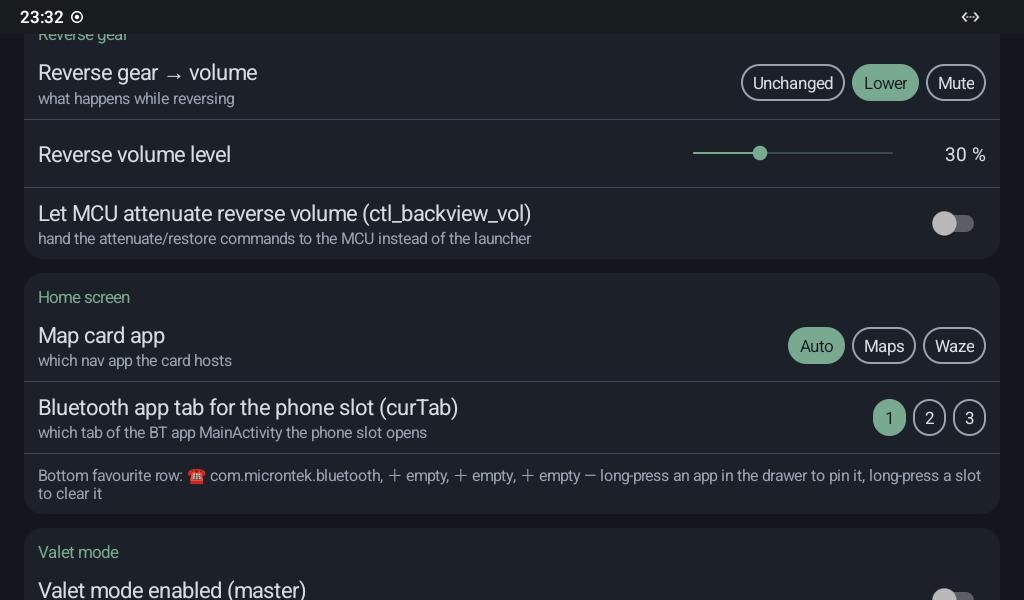 23:32
Reverse gear
Reverse gear → volume
what happens while reversing
Unchanged
Lower
Mute
Reverse volume level
30 %
Let MCU attenuate reverse volume (ctl_backview_vol)
hand the attenuate/restore commands to the MCU instead of the launcher
Home screen
Map card app
which nav app the card hosts
Auto
Maps
Waze
Bluetooth app tab for the phone slot (curTab)
which tab of the BT app MainActivity the phone slot opens
1
2
3
Bottom favourite row: ☎️ com.microntek.bluetooth, ＋ empty, ＋ empty, ＋ empty — long-press an app in the drawer to pin it, long-press a slot
to clear it
Valet mode
Valet mode enabled (master)